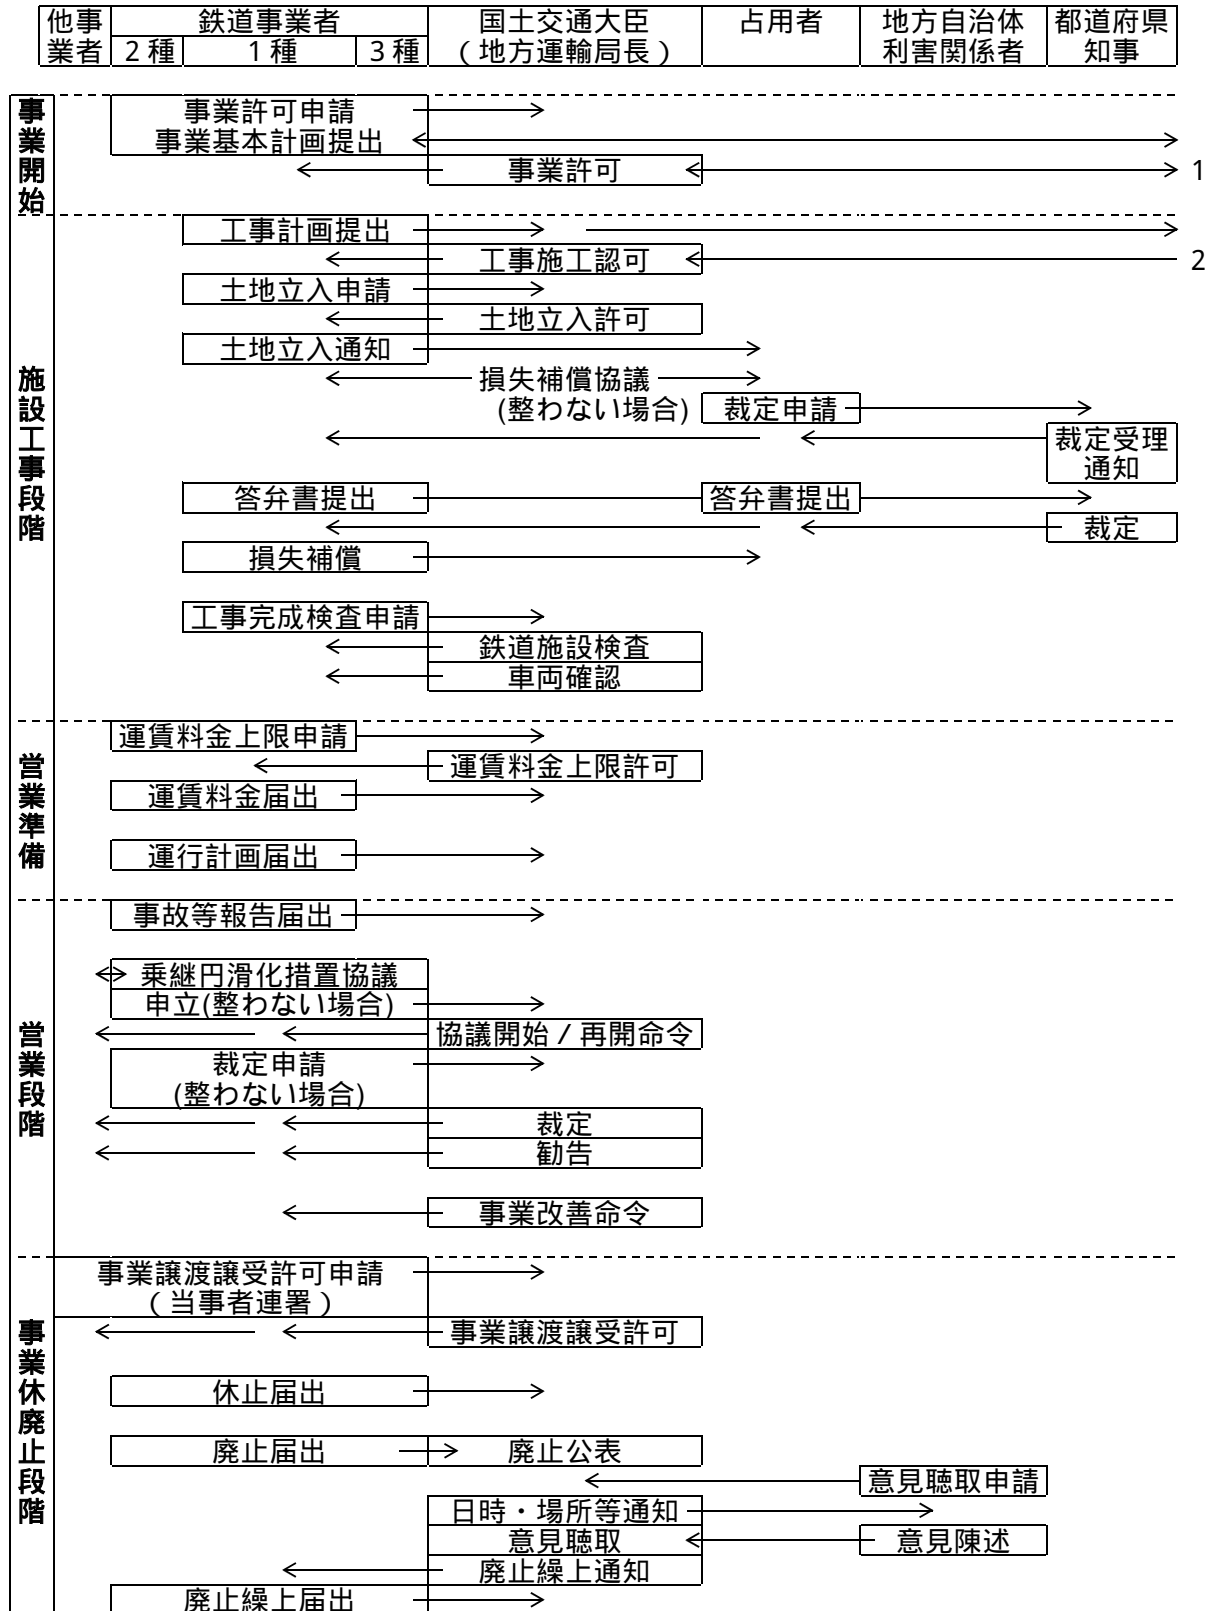 他事業者
鉄道事業者
2種
1種
3種
国土交通大臣
（地方運輸局長）
占用者
地方自治体
利害関係者
都道府県
知事
事業開始
事業許可申請
事業基本計画提出
事業許可
1
施設工事段階
工事計画提出
工事施工認可
2
土地立入申請
土地立入許可
土地立入通知
損失補償協議
(整わない場合)
裁定申請
裁定受理
通知
答弁書提出
答弁書提出
裁定
損失補償
工事完成検査申請
鉄道施設検査
車両確認
営業準備
運賃料金上限申請
運賃料金上限許可
運賃料金届出
運行計画届出
営業段階
事故等報告届出
乗継円滑化措置協議
申立(整わない場合)
協議開始／再開命令
裁定申請
(整わない場合)
裁定
勧告
事業改善命令
事業休廃止段階
事業譲渡譲受許可申請
（当事者連署）
事業譲渡譲受許可
休止届出
廃止届出
廃止公表
意見聴取申請
日時・場所等通知
意見聴取
意見陳述
廃止繰上通知
廃止繰上届出